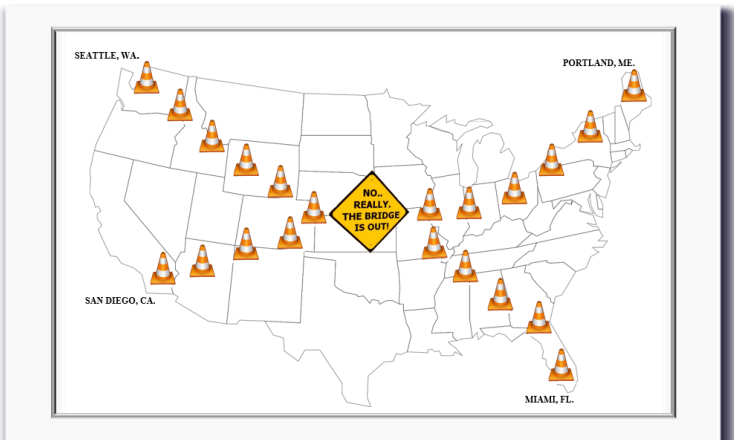 SEATTLE, WA.
PORTLAND, ME.
NO..
REALLY.
THE BRIDGE
IS OUT!
SAN DIEGO, CA.
MIAMI, FL.